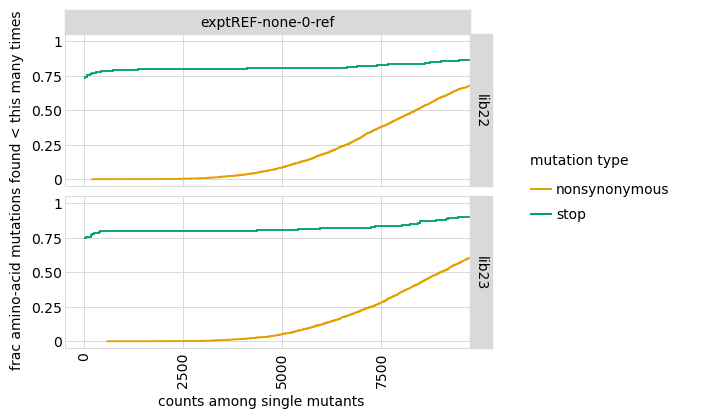 exptREF-none-0-ref
frac amino-acid mutations found < this many times
1
0.75
0.50
0.25
0
lib22
1
0.75
0.50
0.25
0
lib23
0
2500
5000
7500
counts among single mutants
mutation type
nonsynonymous
stop